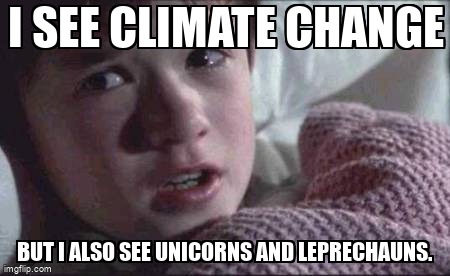 I SEE CLIMATE CHANGE
BUT I ALSO SEE UNICORNS AND LEPRECHAUNS.
imgflip.com